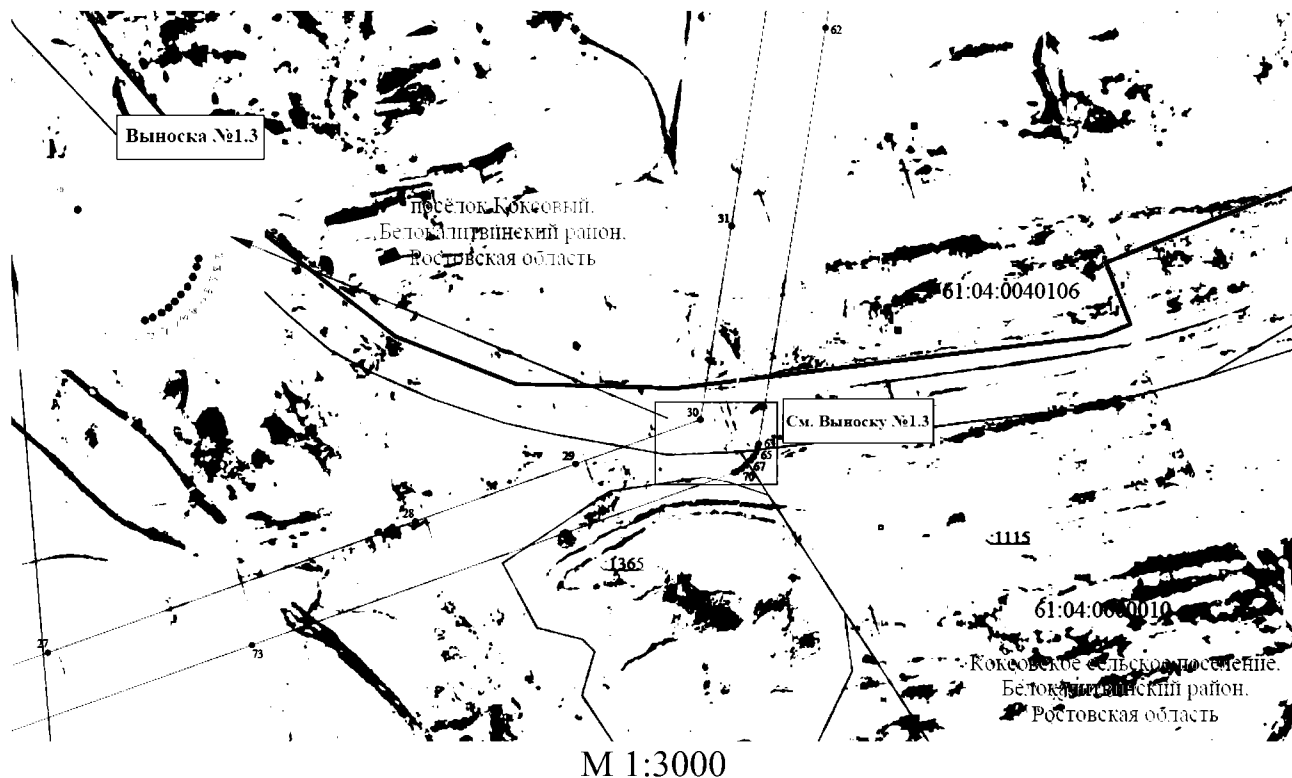 62
Выноска №1.3
посёлок Коксовый,
Белокалитвинский район,
Ростовская область
31
61:04:0040106
30
См. Выноску №1.3
63
65
67
70
29
28
1115
1365
61:04:0600010
27
73
Коксовское сельское поселение,
Белокалитвинский район,
Ростовская область
М 1:3000